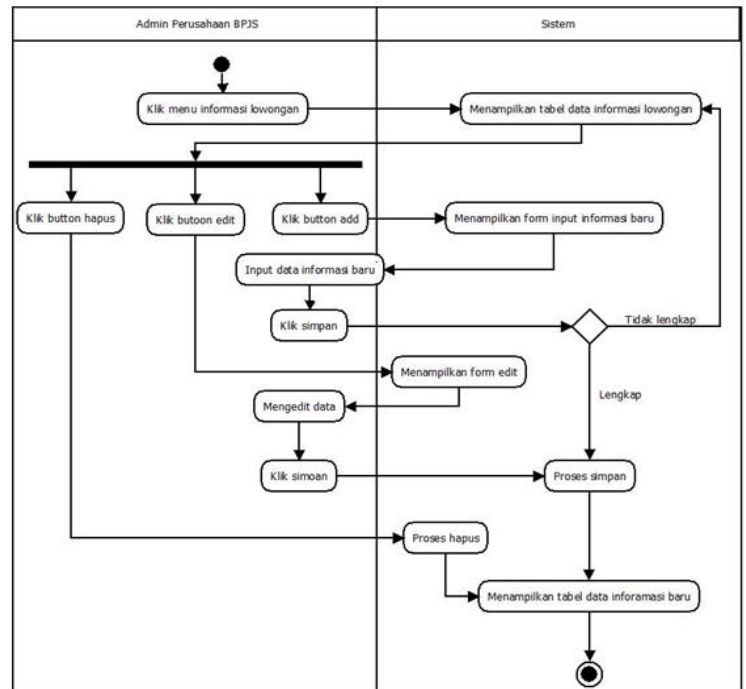 Admin Perusahaan BPJS
Sistem
Klik menu informasi lowongan
Menampilkan tabel data informasi lowongan
Klik button hapus
Klik butoon edit
Klik button add
Menampilkan form input informasi baru
Input data informasi baru
Klik simpan
Tidak lengkap
Menampilkan form edit
Lengkap
Mengedit data
Klik simoan
Proses simpan
Proses hapus
Menampilkan tabel data inforamasi baru